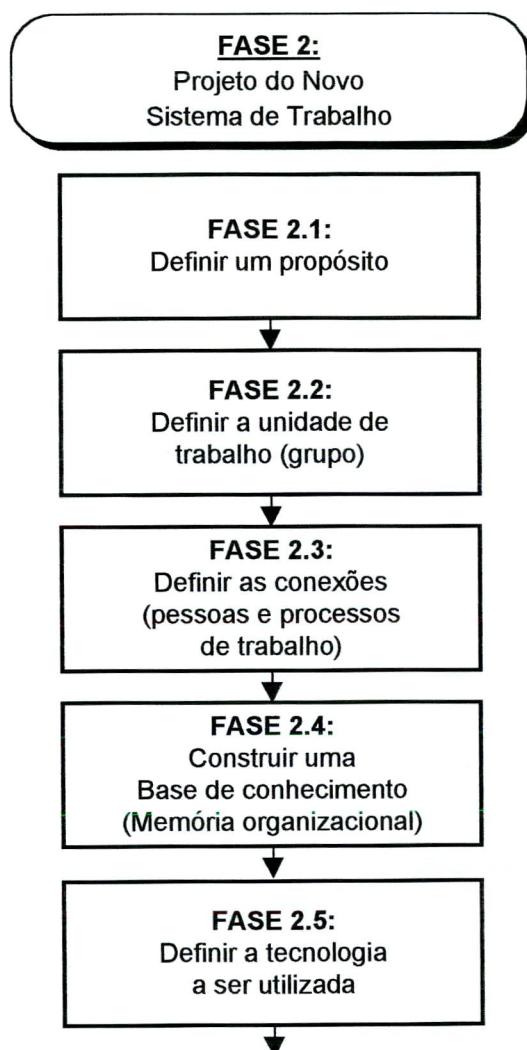 FASE 2:
Projeto do Novo
Sistema de Trabalho
FASE 2.1:
Definir um propósito
FASE 2.2:
Definir a unidade de
trabalho (grupo)
FASE 2.3:
Definir as conexões
(pessoas e processos
de trabalho)
FASE 2.4:
Construir uma
Base de conhecimento
(Memória organizacional)
FASE 2.5:
Definir a tecnologia
a ser utilizada